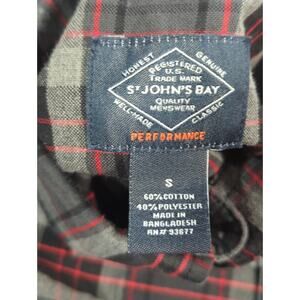 HONEST GENUINE
REGISTERED
U.S.
TRADE MARK
ST JOHN'S BAY
QUALITY
MENSWEAR
WELL-MADE CLASSIC
PERFORMANCE
S
60% COTTON
40% POLYESTER
MADE IN
BANGLADESH
RN# 93677